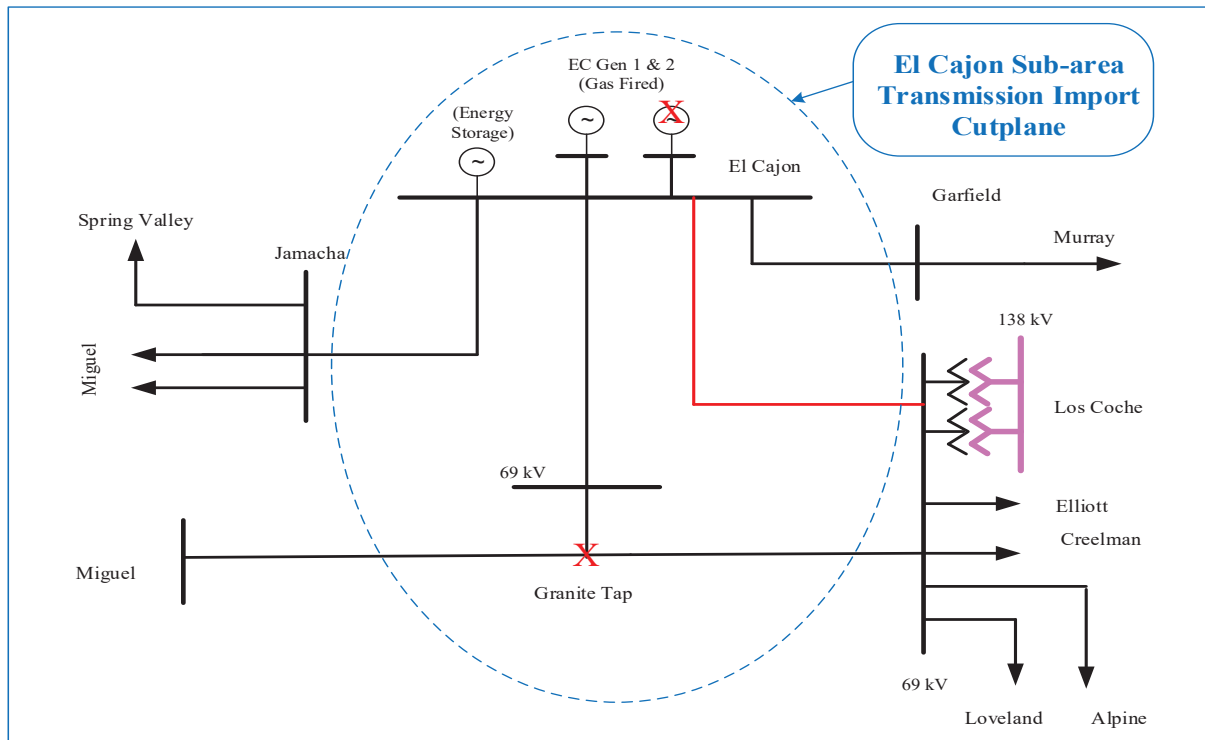 El Cajon Sub-area
Transmission Import
Cutplane
EC Gen 1 & 2
(Gas Fired)
(Energy
Storage)
X
El Cajon
Garfield
Murray
Spring Valley
Jamacha
Miguel
138 kV
Los Coche
69 kV
Elliott
Creelman
X
Miguel
Granite Tap
69 kV
Loveland
Alpine